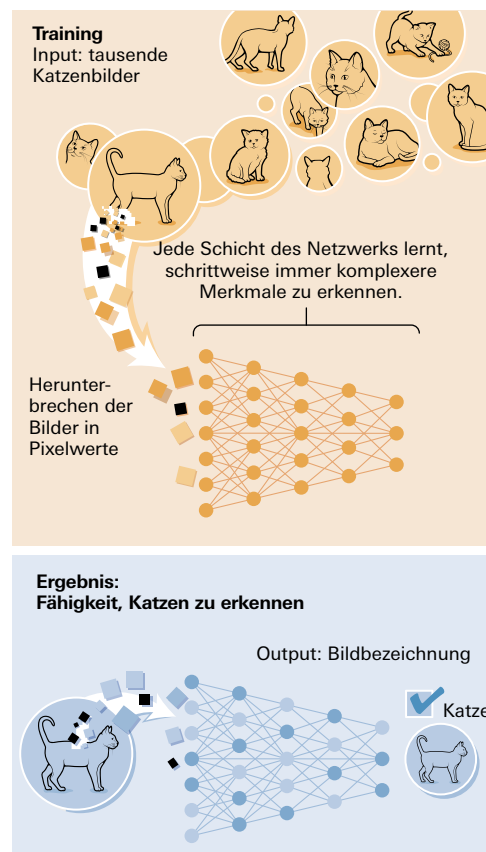 Training
Input: tausende
Katzenbilder
Jede Schicht des Netzwerks lernt,
schrittweise immer komplexere
Merkmale zu erkennen.
Herunter-
brechen der
Bilder in
Pixelwerte
Ergebnis:
Fähigkeit, Katzen zu erkennen
Output: Bildbezeichnung
Katze